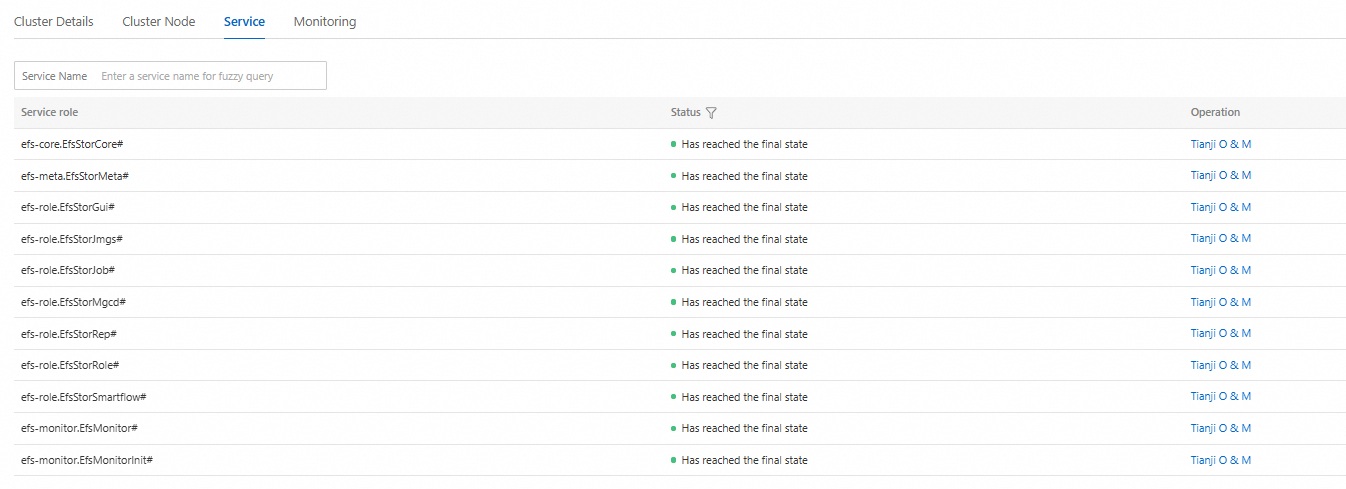 Cluster Details Cluster Node Service Monitoring
Service Name Enter a service name for fuzzy query
Service role Status Operation
efs-core.EfsStorCore# Has reached the final state Tianji O & M
efs-meta.EfsStorMeta# Has reached the final state Tianji O & M
efs-role.EfsStorGui# Has reached the final state Tianji O & M
efs-role.EfsStorJmgs# Has reached the final state Tianji O & M
efs-role.EfsStorJob# Has reached the final state Tianji O & M
efs-role.EfsStorMgcd# Has reached the final state Tianji O & M
efs-role.EfsStorRep# Has reached the final state Tianji O & M
efs-role.EfsStorRole# Has reached the final state Tianji O & M
efs-role.EfsStorSmartflow# Has reached the final state Tianji O & M
efs-monitor.EfsMonitor# Has reached the final state Tianji O & M
efs-monitor.EfsMonitorInit# Has reached the final state Tianji O & M